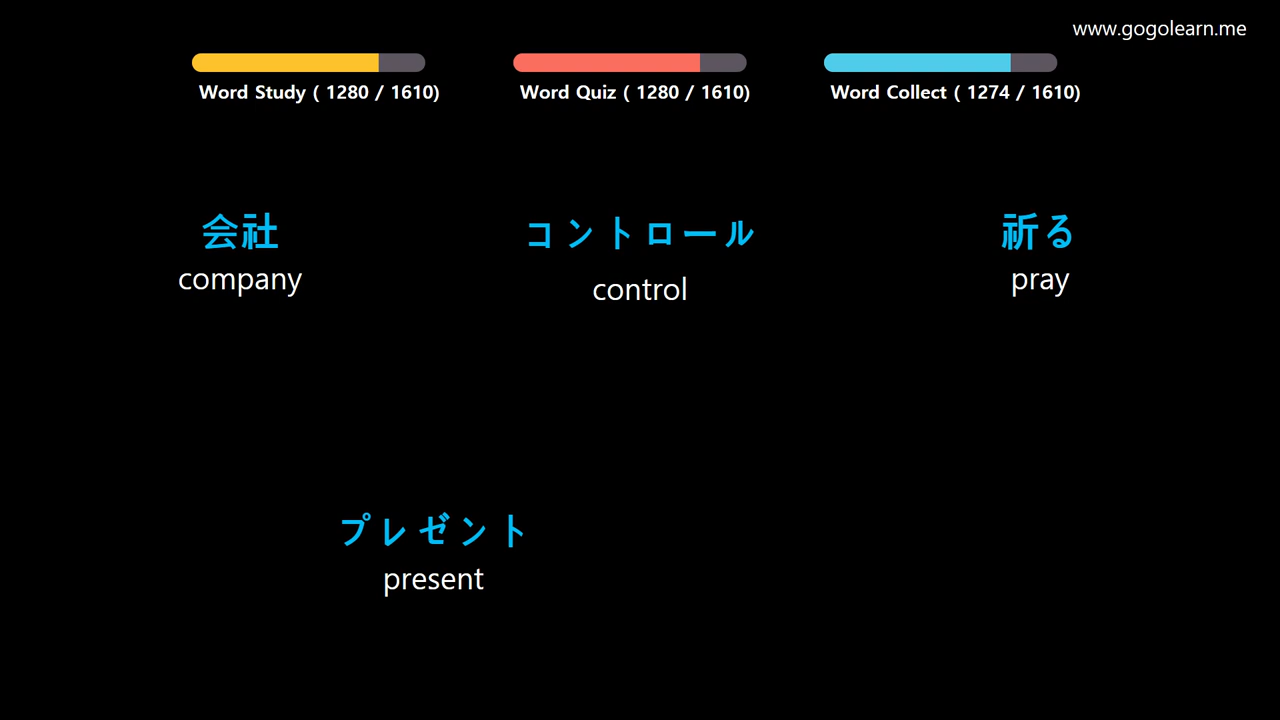 www.gogolearn.me
Word Study ( 1280 / 1610)
Word Quiz ( 1280 / 1610)
Word Collect ( 1274 / 1610)
会社
company
コントロール
control
祈る
pray
プレゼント
present